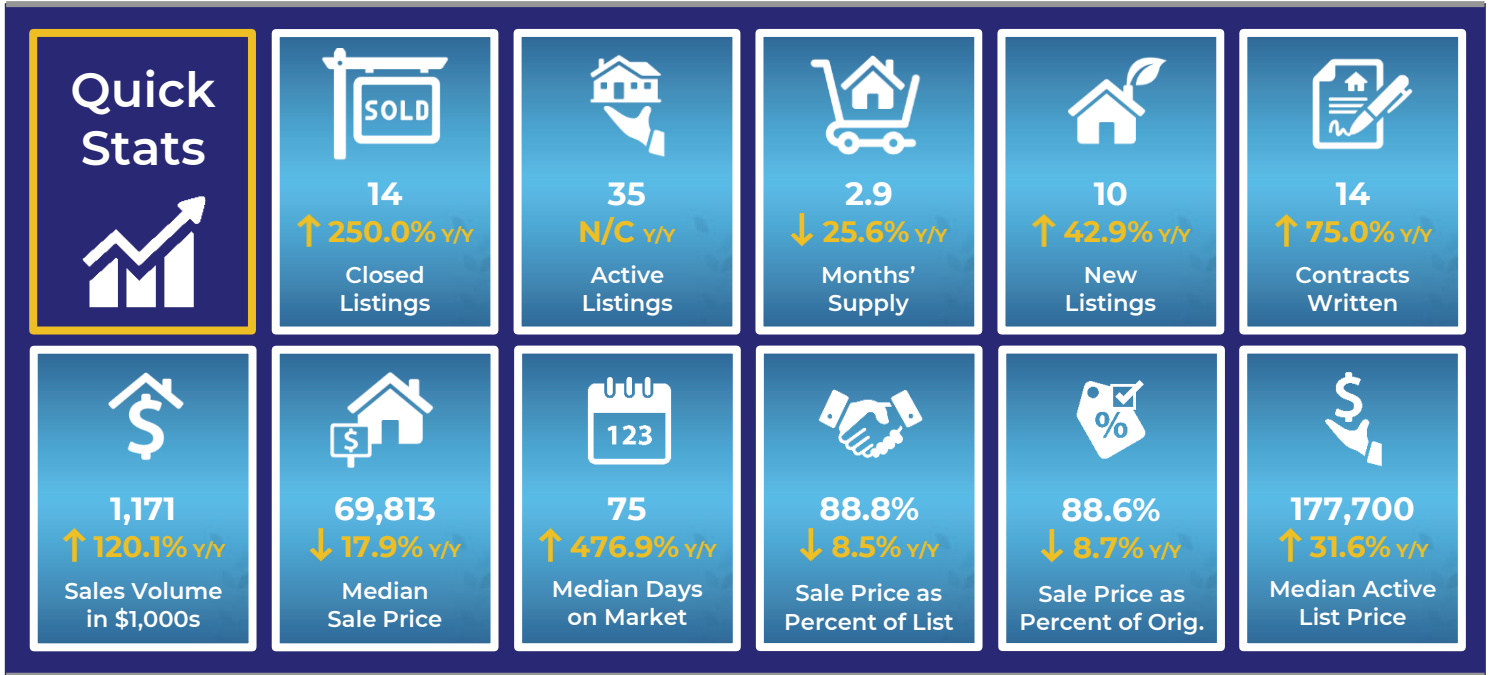 Quick
Stats
SOLD
14
↑ 250.0% Y/Y
Closed
Listings
35
N/C Y/Y
Active
Listings
2.9
↓ 25.6% Y/Y
Months’
Supply
10
↑ 42.9% Y/Y
New
Listings
14
↑ 75.0% Y/Y
Contracts
Written
$
1,171
↑ 120.1% Y/Y
Sales Volume
in $1,000s
$
69,813
↓ 17.9% Y/Y
Median
Sale Price
123
75
↑ 476.9% Y/Y
Median Days
on Market
88.8%
↓ 8.5% Y/Y
Sale Price as
Percent of List
%
88.6%
↓ 8.7% Y/Y
Sale Price as
Percent of Orig.
$
177,700
↑ 31.6% Y/Y
Median Active
List Price